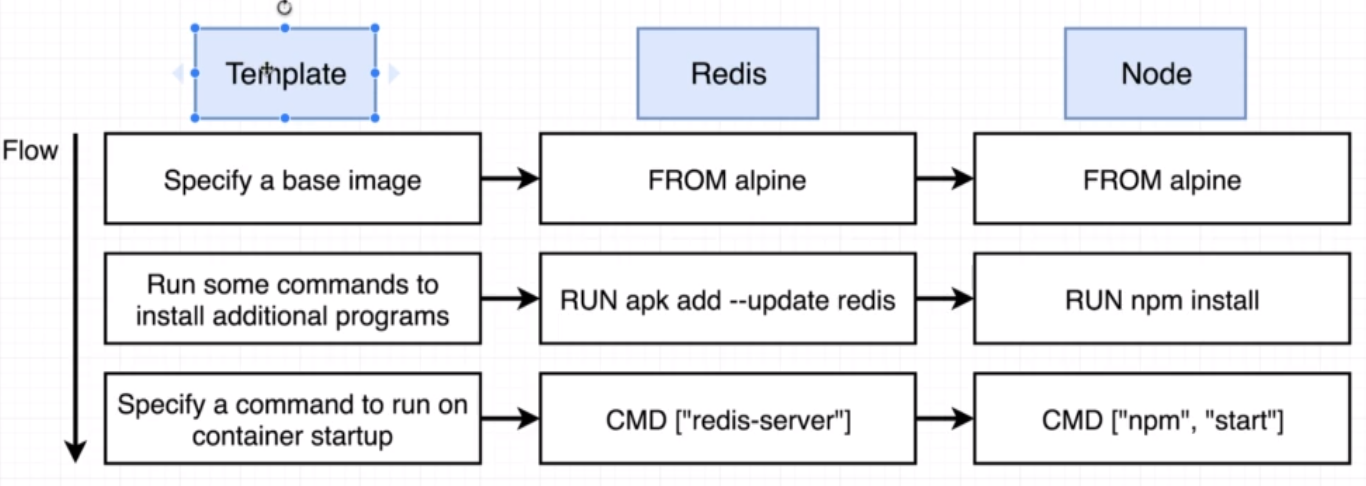 Template
Redis
Node
Flow
Specify a base image
FROM alpine
FROM alpine
Run some commands to
install additional programs
RUN apk add --update redis
RUN npm install
Specify a command to run on
container startup
CMD ["redis-server"]
CMD ["npm", "start"]